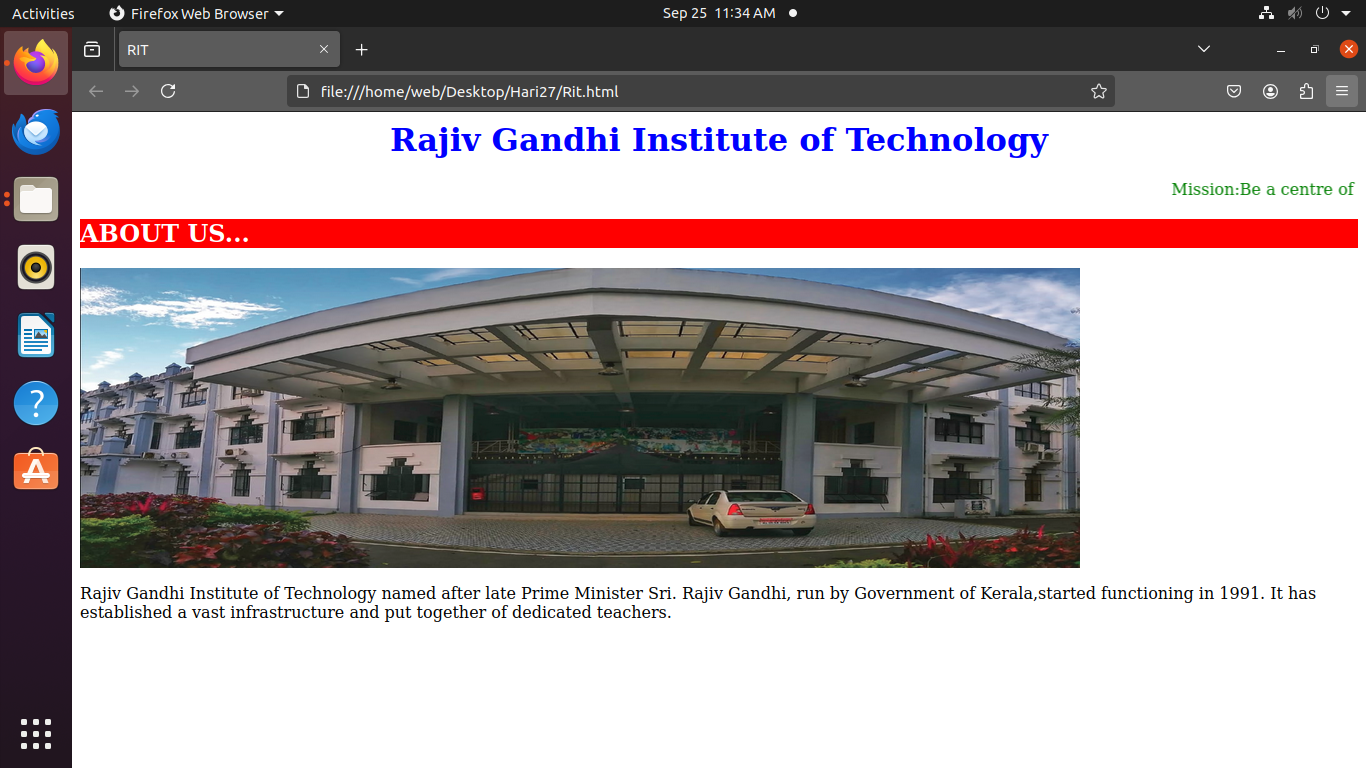 Activities
Firefox Web Browser
Sep 25 11:34 AM
RIT
file:///home/web/Desktop/Hari27/Rit.html
Rajiv Gandhi Institute of Technology
Mission:Be a centre of
ABOUT US...
Rajiv Gandhi Institute of Technology named after late Prime Minister Sri. Rajiv Gandhi, run by Government of Kerala,started functioning in 1991. It has
established a vast infrastructure and put together of dedicated teachers.